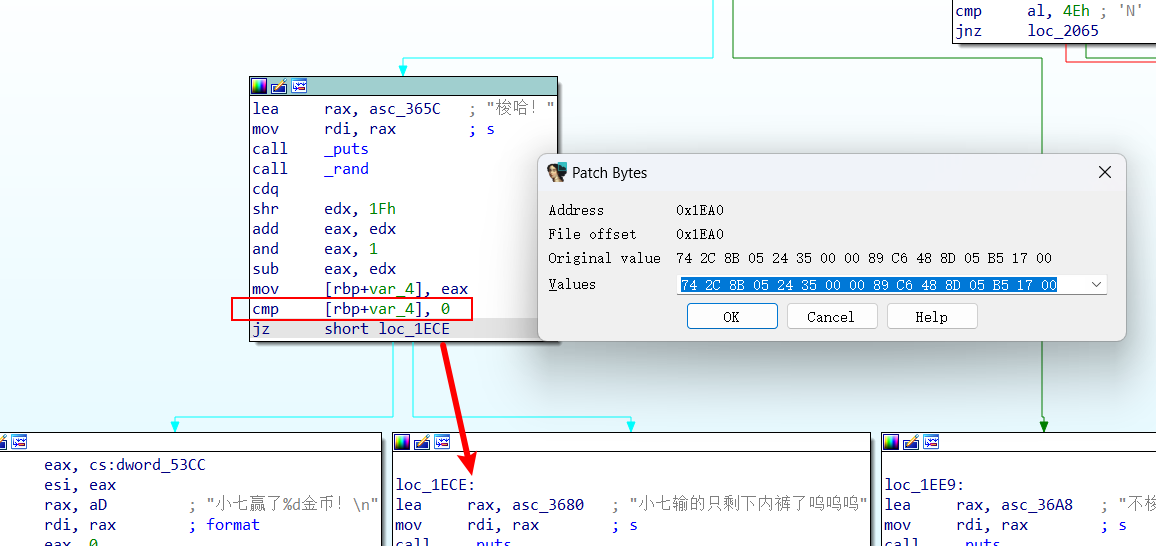 cmp al, 4Eh ; 'N'
jnz loc_2065
lea rax, asc_365C ; "梭哈！"
mov rdi, rax ; s
call _puts
call _rand
cdq
shr edx, 1Fh
add eax, edx
and eax, 1
sub eax, edx
mov [rbp+var_4], eax
cmp [rbp+var_4], 0
jz short loc_1ECE
Patch Bytes
Address 0x1EA0
File offset 0x1EA0
Original value 74 2C 8B 05 24 35 00 00 89 C6 48 8D 05 B5 17 00
Values 74 2C 8B 05 24 35 00 00 89 C6 48 8D 05 B5 17 00
OK Cancel Help
eax, cs:dword_53CC
esi, eax
rax, aD ; "小七赢了%d金币！\n"
rdi, rax ; format
eax, 0
loc_1ECE:
lea rax, asc_3680 ; "小七输的只剩下内裤了呜呜呜"
mov rdi, rax ; s
call _puts
loc_1EE9:
lea rax, asc_36A8 ; "不梭
mov rdi, rax ; s
call _puts